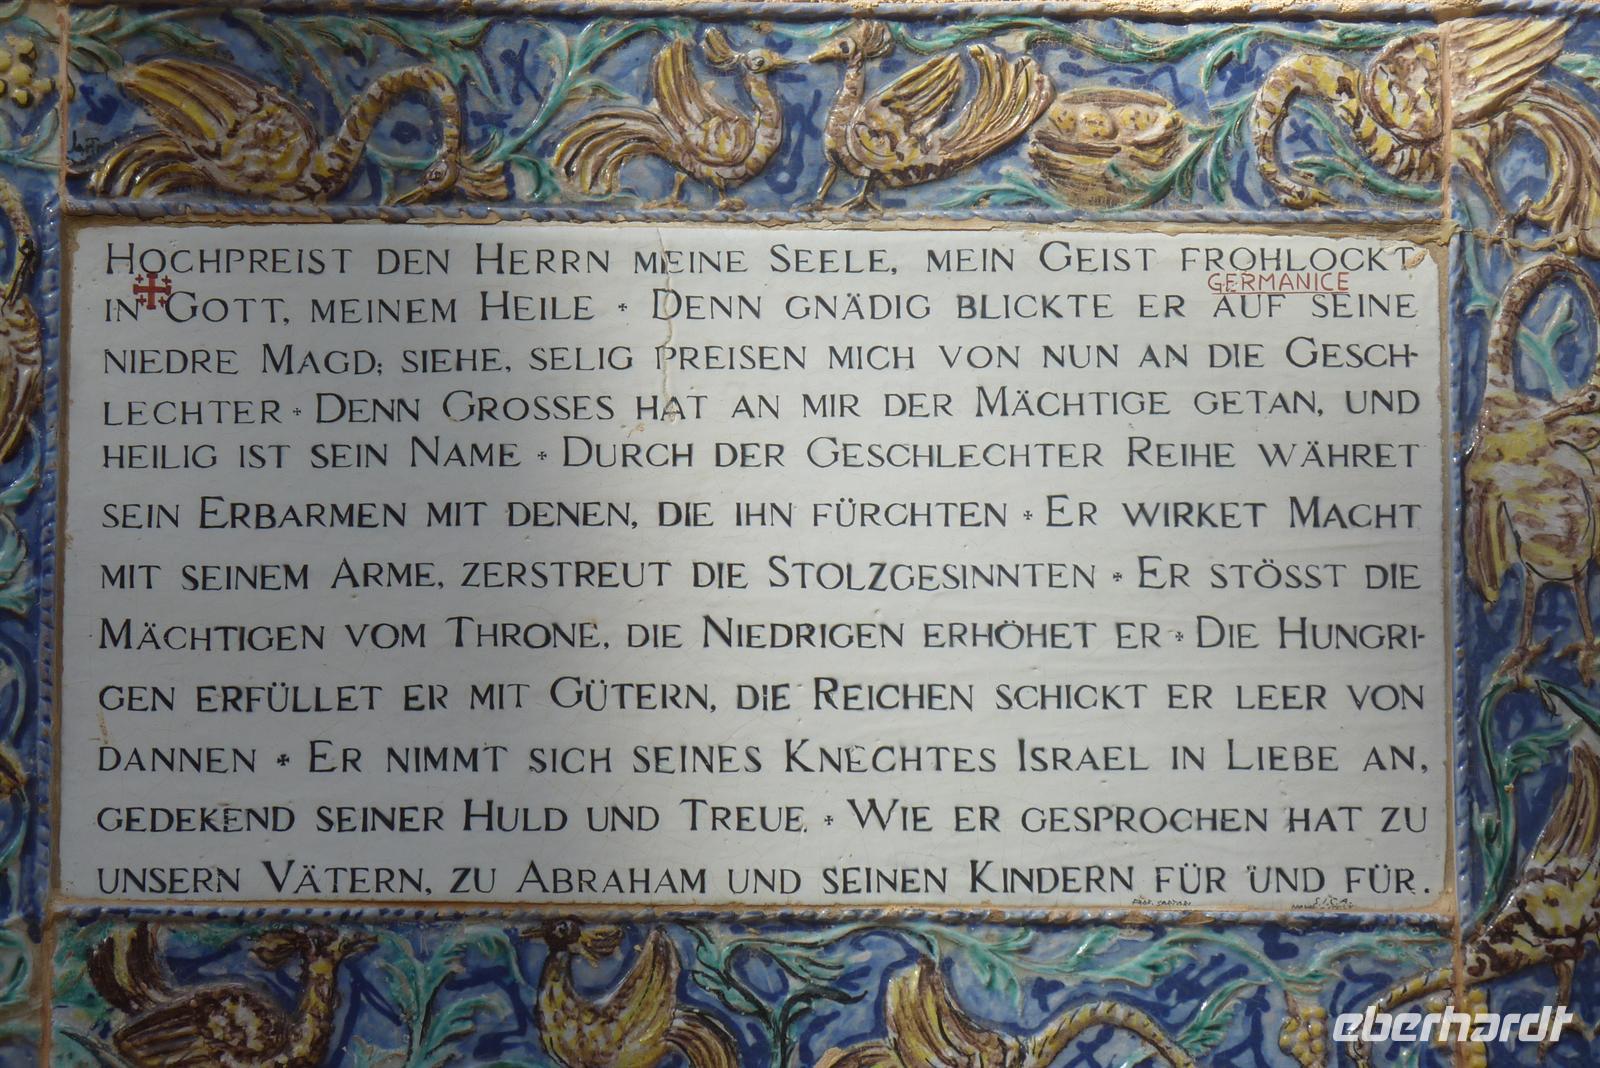 HOCHPREIST DEN HERRN MEINE SEELE, MEIN GEIST FROHLOCKT
GERMANICE
IN GOTT, MEINEM HEILE + DENN GNÄDIG BLICKTE ER AUF SEINE
NIEDRE MAGD; SIEHE, SELIG PREISEN MICH VON NUN AN DIE GESCH-
LECHTER + DENN GROSSES HAT AN MIR DER MÄCHTIGE GETAN, UND
HEILIG IST SEIN NAME + DURCH DER GESCHLECHTER REIHE WÄHRET
SEIN ERBARMEN MIT DENEN, DIE IHN FÜRCHTEN + ER WIRKET MACHT
MIT SEINEM ARME, ZERSTREUT DIE STOLZGESINNTEN + ER STÖSST DIE
MÄCHTIGEN VOM THRONE, DIE NIEDRIGEN ERHÖHET ER + DIE HUNGRI-
GEN ERFÜLLET ER MIT GÜTERN, DIE REICHEN SCHICKT ER LEER VON
DANNEN + ER NIMMT SICH SEINES KNECHTES ISRAEL IN LIEBE AN,
GEDEKEND SEINER HULD UND TREUE. + WIE ER GESPROCHEN HAT ZU
UNSERN VÄTERN, ZU ABRAHAM UND SEINEN KINDERN FÜR UND FÜR.
eberhardt